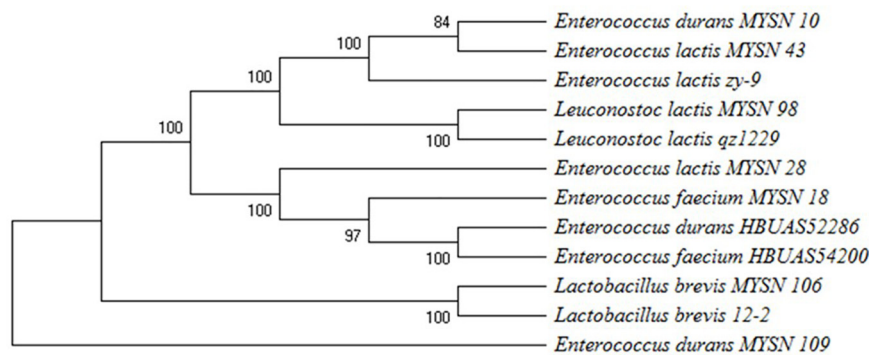 84
Enterococcus durans MYSN 10
100
Enterococcus lactis MYSN 43
100
Enterococcus lactis zy-9
100
Leuconostoc lactis MYSN 98
100
Leuconostoc lactis qz1229
Enterococcus lactis MYSN 28
100
Enterococcus faecium MYSN 18
97
Enterococcus durans HBUAS52286
100
Enterococcus faecium HBUAS54200
Lactobacillus brevis MYSN 106
100
Lactobacillus brevis 12-2
Enterococcus durans MYSN 109